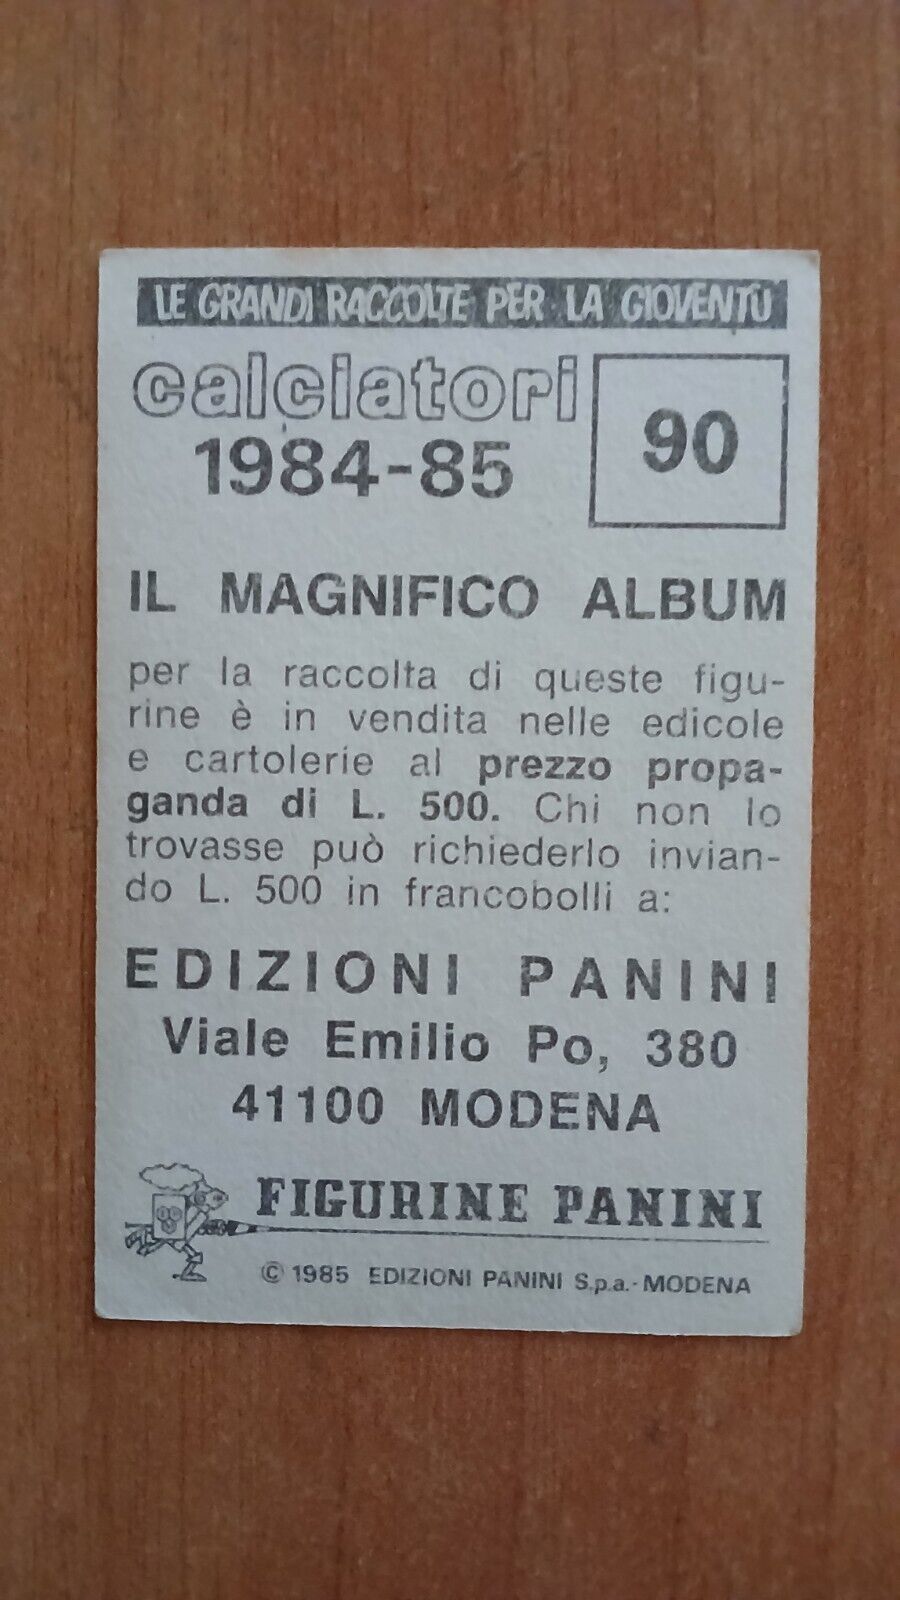 LE GRANDI RACCOLTE PER LA GIOVENTÙ
calciatori
1984-85
90
IL MAGNIFICO ALBUM
per la raccolta di queste figu-
rine è in vendita nelle edicole
e cartolerie al prezzo propa-
ganda di L. 500. Chi non lo
trovasse può richiederlo invian-
do L. 500 in francobolli a:
EDIZIONI PANINI
Viale Emilio Po, 380
41100 MODENA
FIGURINE PANINI
© 1985 EDIZIONI PANINI S.p.a.-MODENA